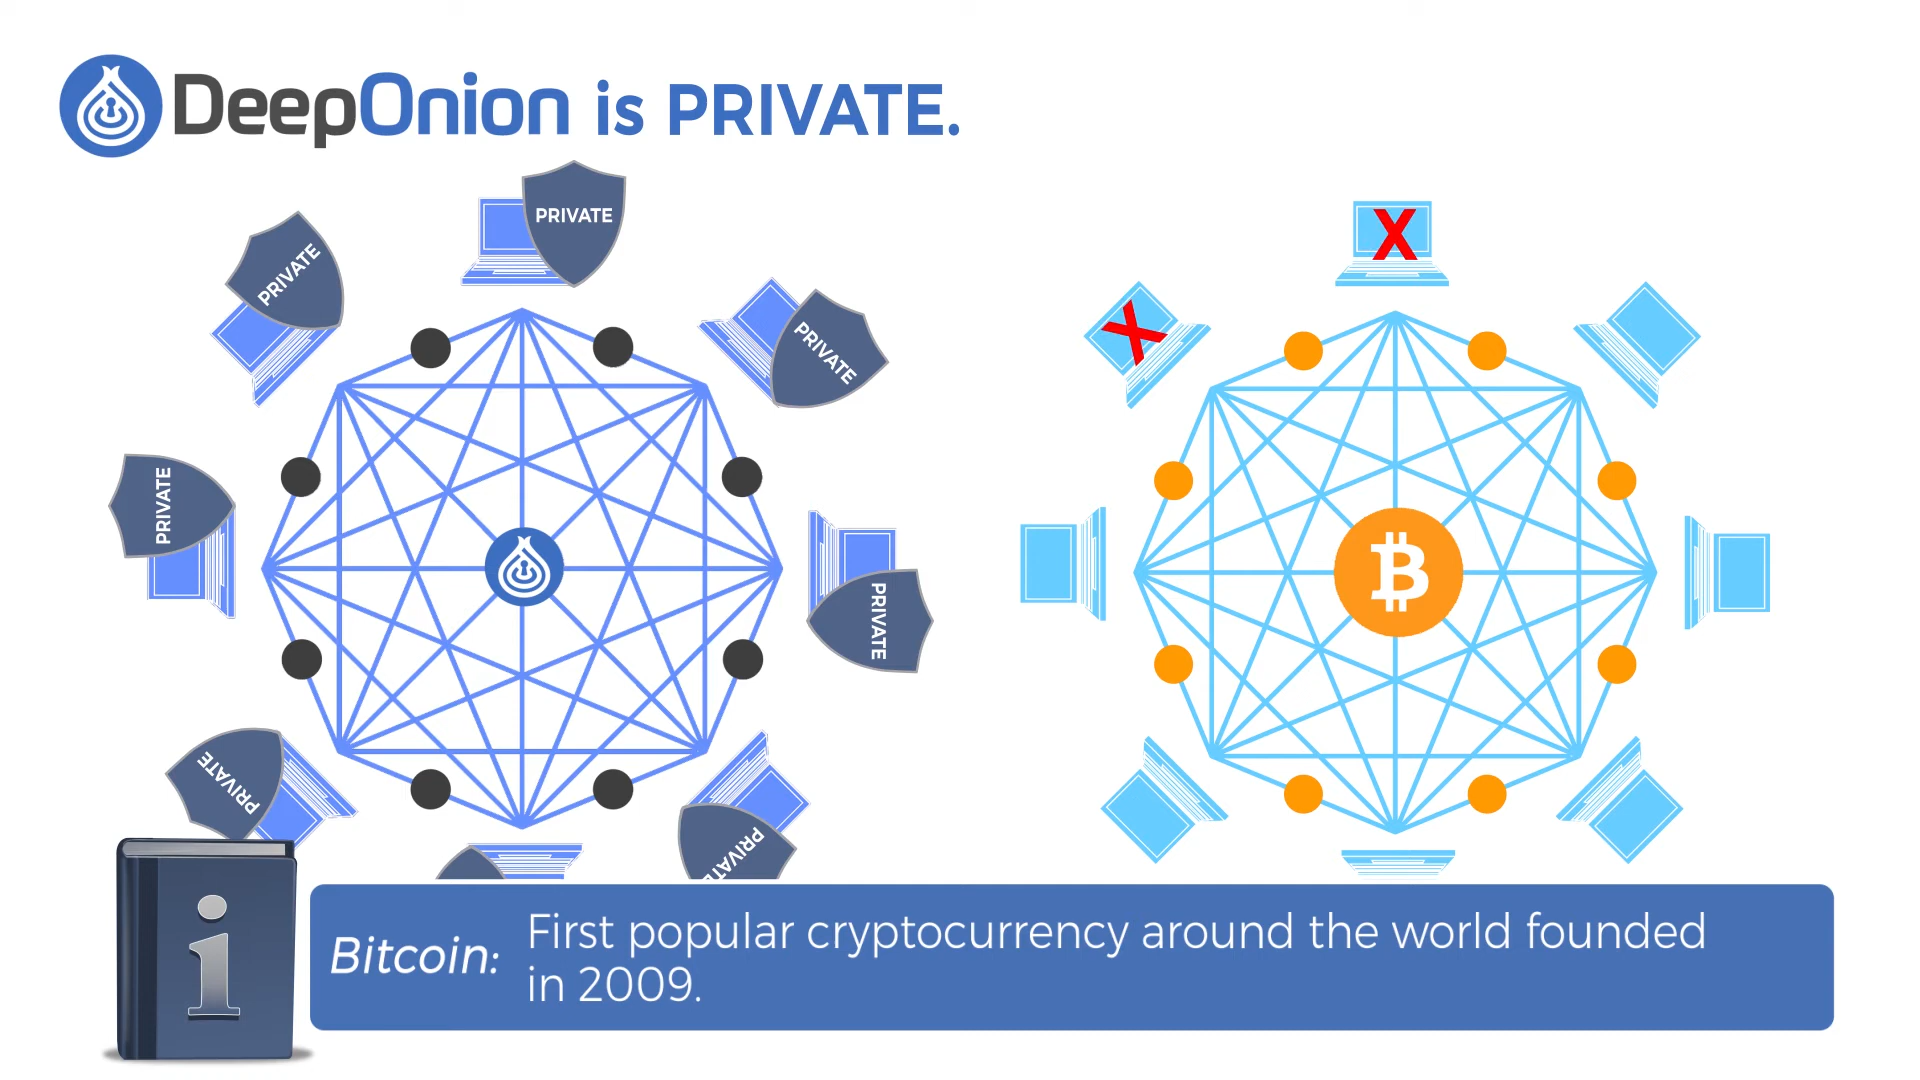 DeepOnion is PRIVATE.
PRIVATE
PRIVATE
PRIVATE
PRIVATE
PRIVATE
PRIVATE
PRIVATE
X
X
B
i
Bitcoin: First popular cryptocurrency around the world founded
in 2009.